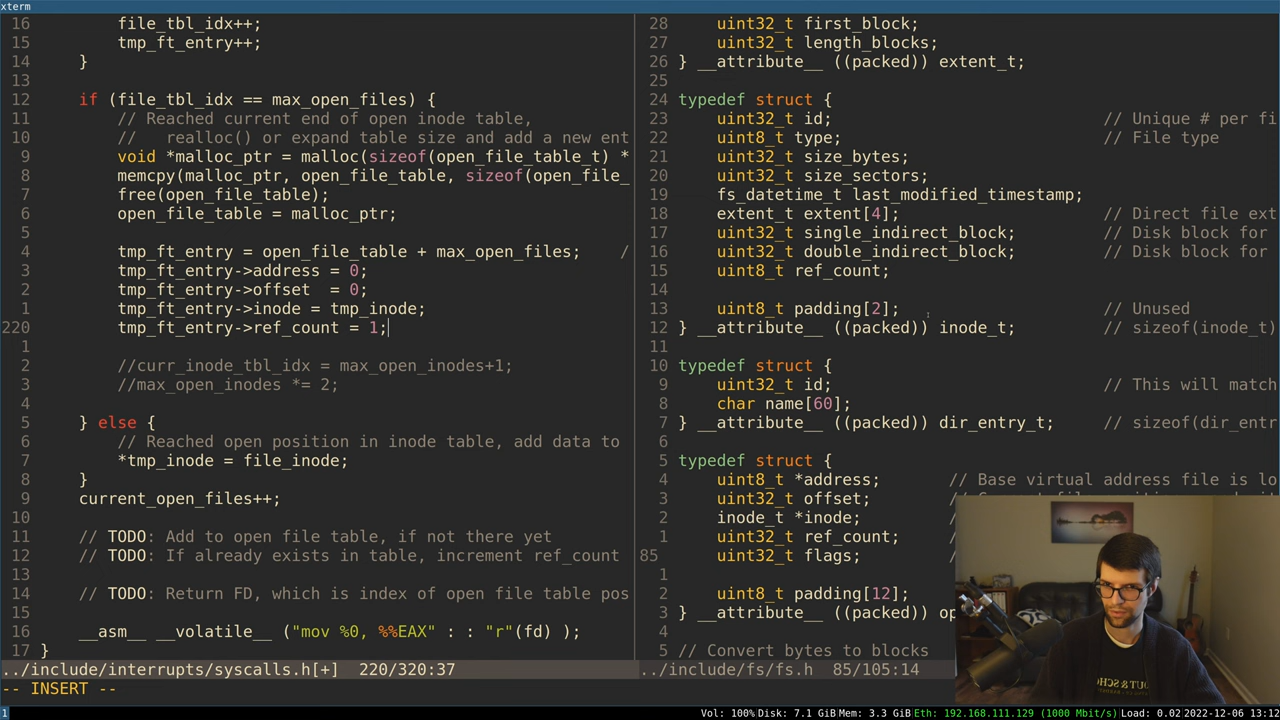 xterm
16 file_tbl_idx++;
15 tmp_ft_entry++;
14 }
13
12 if (file_tbl_idx == max_open_files) {
11 // Reached current end of open inode table,
10 //   realloc() or expand table size and add a new ent
9 void *malloc_ptr = malloc(sizeof(open_file_table_t) *
8 memcpy(malloc_ptr, open_file_table, sizeof(open_file_
7 free(open_file_table);
6 open_file_table = malloc_ptr;
5
4 tmp_ft_entry = open_file_table + max_open_files; /
3 tmp_ft_entry->address = 0;
2 tmp_ft_entry->offset  = 0;
1 tmp_ft_entry->inode = tmp_inode;
220 tmp_ft_entry->ref_count = 1;
1
2 //curr_inode_tbl_idx = max_open_inodes+1;
3 //max_open_inodes *= 2;
4
5 } else {
6 // Reached open position in inode table, add data to
7 *tmp_inode = file_inode;
8 }
9 current_open_files++;
10
11 // TODO: Add to open file table, if not there yet
12 // TODO: If already exists in table, increment ref_count
13
14 // TODO: Return FD, which is index of open file table pos
15
16 __asm__ __volatile__ ("mov %0, %%EAX" : : "r"(fd) );
17 }
../include/interrupts/syscalls.h[+] 220/320:37
-- INSERT --
28 uint32_t first_block;
27 uint32_t length_blocks;
26 } __attribute__ ((packed)) extent_t;
25
24 typedef struct {
23 uint32_t id; // Unique # per fi
22 uint8_t type; // File type
21 uint32_t size_bytes;
20 uint32_t size_sectors;
19 fs_datetime_t last_modified_timestamp;
18 extent_t extent[4]; // Direct file ext
17 uint32_t single_indirect_block; // Disk block for
16 uint32_t double_indirect_block; // Disk block for
15 uint8_t ref_count;
14
13 uint8_t padding[2]; // Unused
12 } __attribute__ ((packed)) inode_t; // sizeof(inode_t)
11
10 typedef struct {
9 uint32_t id; // This will match
8 char name[60];
7 } __attribute__ ((packed)) dir_entry_t; // sizeof(dir_entr
6
5 typedef struct {
4 uint8_t *address; // Base virtual address file is lo
3 uint32_t offset;
2 inode_t *inode;
1 uint32_t ref_count;
85 uint32_t flags;
1
2 uint8_t padding[12];
3 } __attribute__ ((packed)) op
4
5 // Convert bytes to blocks
../include/fs/fs.h 85/105:14
1 Vol: 100% Disk: 7.1 GiB Mem: 3.3 GiB Eth: 192.168.111.129 (1000 Mbit/s) Load: 0.02 2022-12-06 13:12